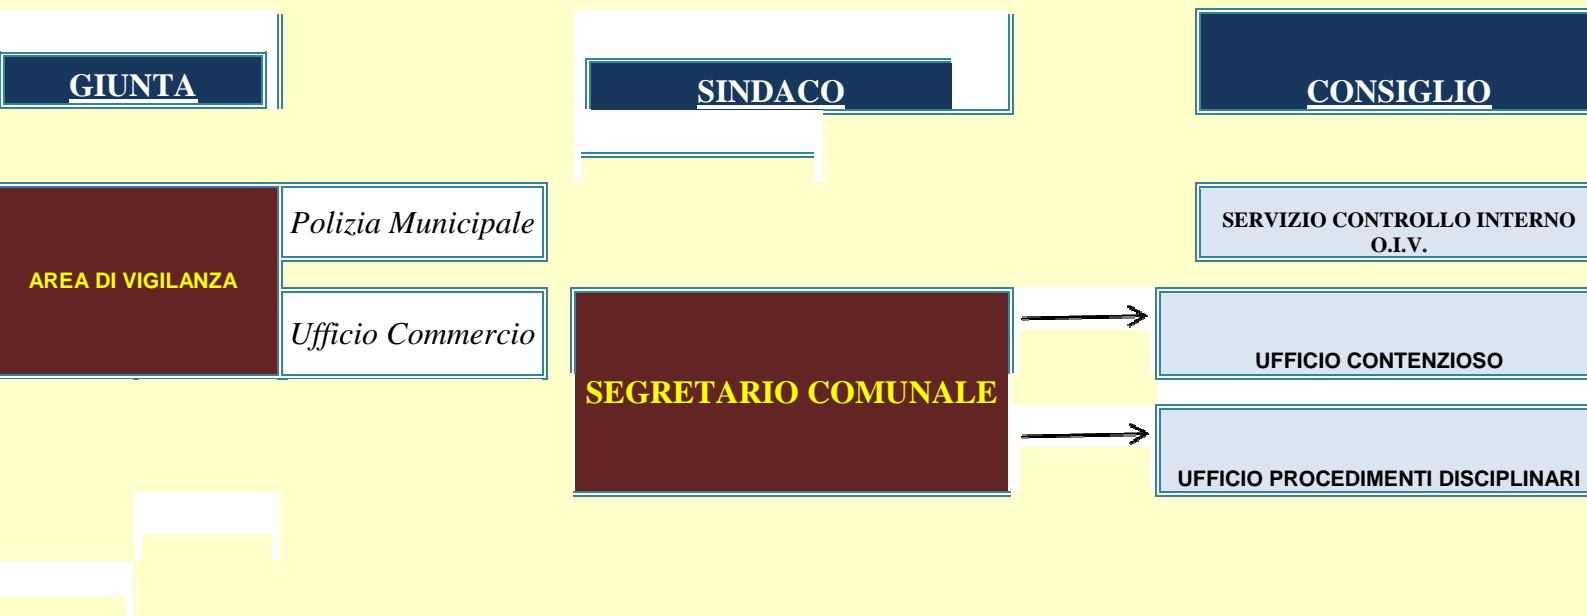 GIUNTA
SINDACO
CONSIGLIO
AREA DI VIGILANZA
Polizia Municipale
Ufficio Commercio
SERVIZIO CONTROLLO INTERNO
O.I.V.
SEGRETARIO COMUNALE
UFFICIO CONTENZIOSO
UFFICIO PROCEDIMENTI DISCIPLINARI